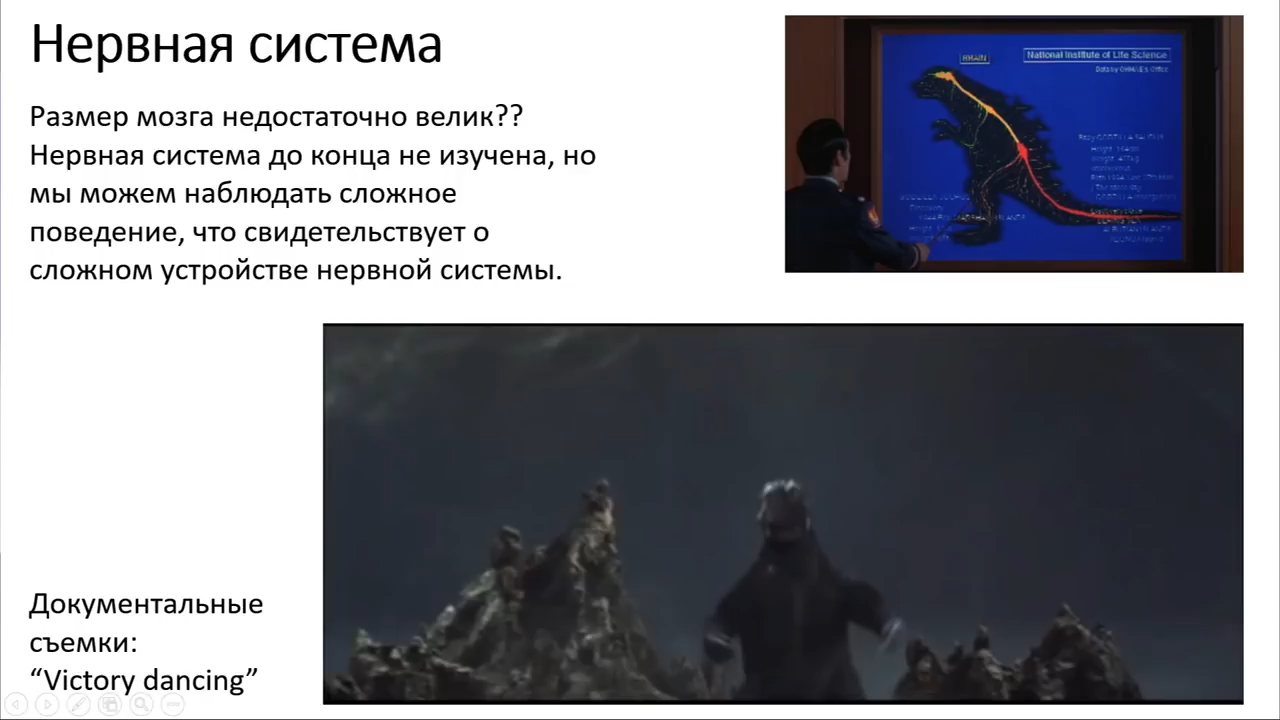 Нервная система
Размер мозга недостаточно велик??
Нервная система до конца не изучена, но
мы можем наблюдать сложное
поведение, что свидетельствует о
сложном устройстве нервной системы.
BRAIN
National Institute of Life Science
Документальные
съемки:
“Victory dancing”